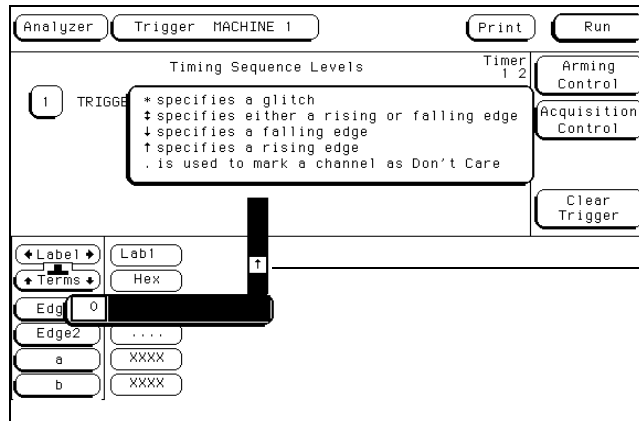 Analyzer Trigger MACHINE 1 Print Run
Timing Sequence Levels Timer
1 2
Arming
Control
1 TRIGGE
* specifies a glitch
↕ specifies either a rising or falling edge
↓ specifies a falling edge
↑ specifies a rising edge
. is used to mark a channel as Don't Care
Acquisition
Control
Clear
Trigger
Label Lab1
↑
Terms Hex
Edg 0
Edge2 ....
a XXXX
b XXXX